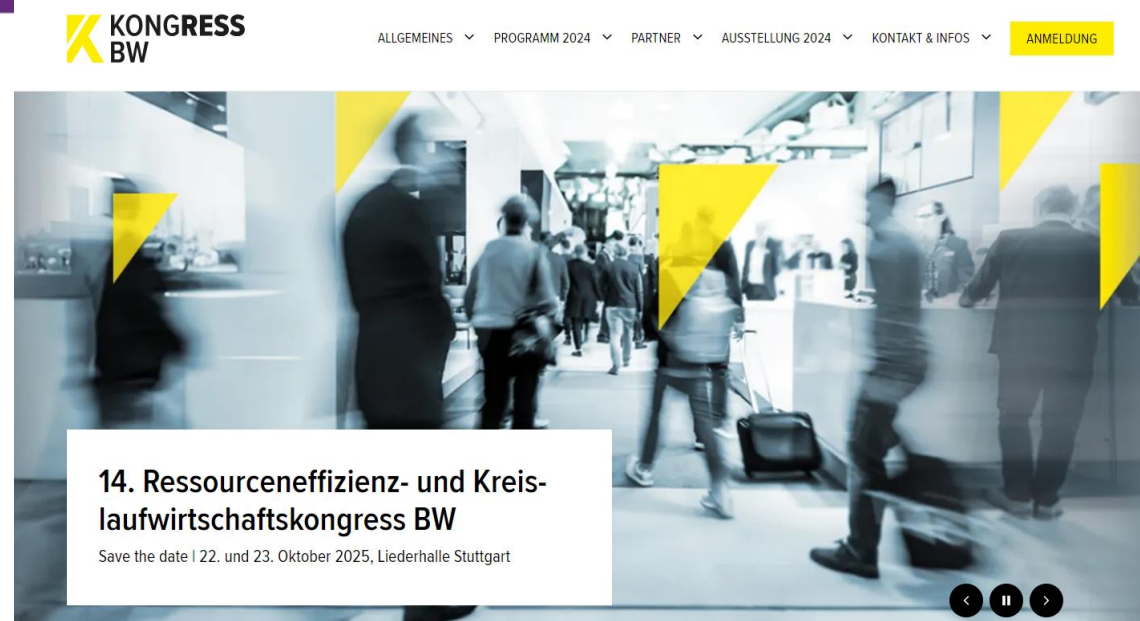 KONGRESS
BW
ALLGEMEINES
PROGRAMM 2024
PARTNER
AUSSTELLUNG 2024
KONTAKT & INFOS
ANMELDUNG
14. Ressourceneffizienz- und Kreis-
laufwirtschaftskongress BW
Save the date | 22. und 23. Oktober 2025, Liederhalle Stuttgart